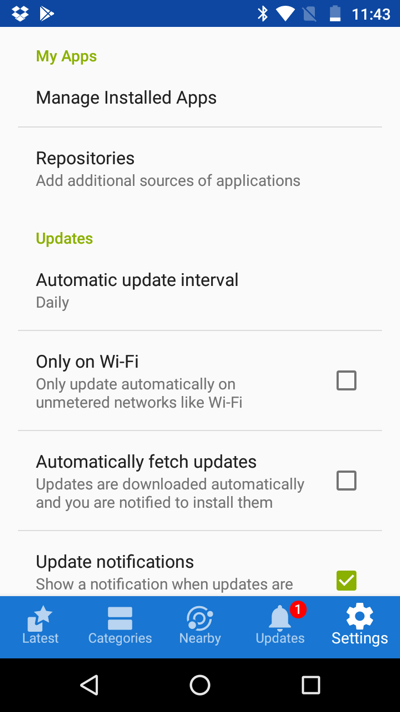 11:43
My Apps
Manage Installed Apps
Repositories
Add additional sources of applications
Updates
Automatic update interval
Daily
Only on Wi-Fi
Only update automatically on
unmetered networks like Wi-Fi
Automatically fetch updates
Updates are downloaded automatically
and you are notified to install them
Update notifications
Show a notification when updates are
1
Latest
Categories
Nearby
Updates
Settings